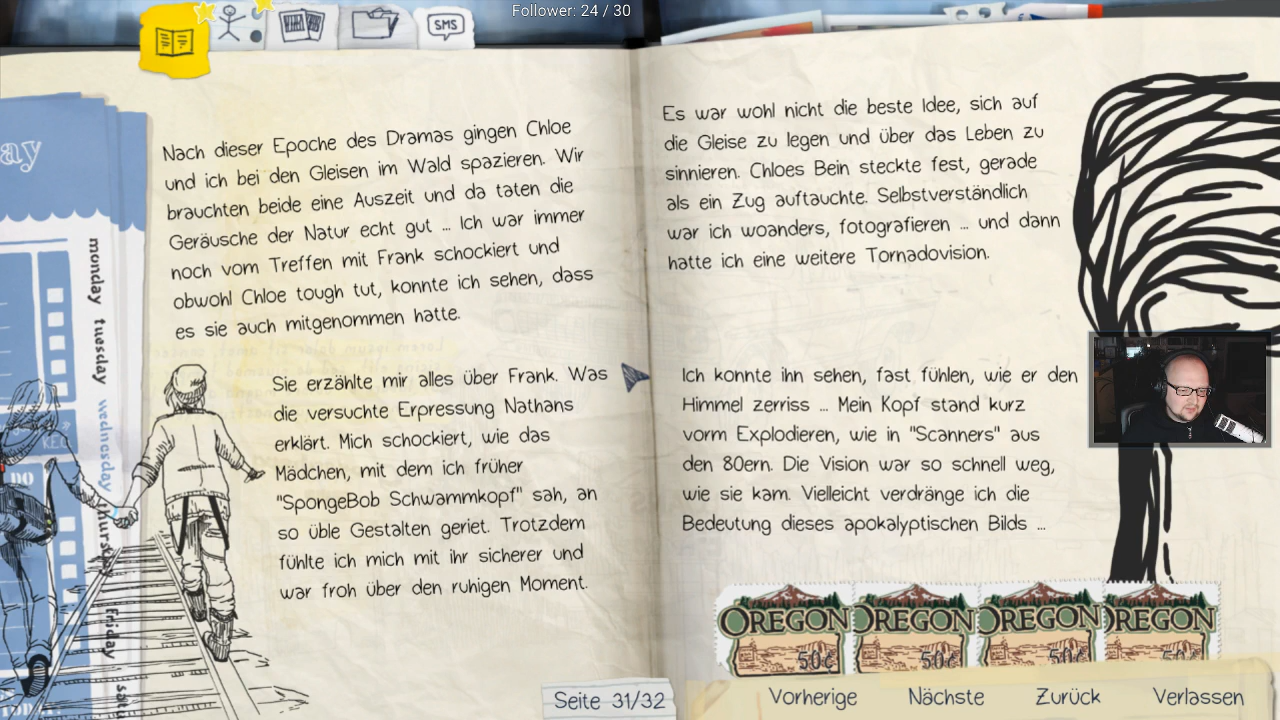 Follower: 24 / 30
SMS
ay
monday tuesday wednesday thursday friday
Nach dieser Epoche des Dramas gingen Chloe
und ich bei den Gleisen im Wald spazieren. Wir
brauchten beide eine Auszeit und da taten die
Geräusche der Natur echt gut ... Ich war immer
noch vom Treffen mit Frank schockiert und
obwohl Chloe tough tut, konnte ich sehen, dass
es sie auch mitgenommen hatte.
Sie erzählte mir alles über Frank. Was
die versuchte Erpressung Nathans
erklärt. Mich schockiert, wie das
Mädchen, mit dem ich früher
"SpongeBob Schwammkopf" sah, an
so üble Gestalten geriet. Trotzdem
fühlte ich mich mit ihr sicherer und
war froh über den ruhigen Moment.
Es war wohl nicht die beste Idee, sich auf
die Gleise zu legen und über das Leben zu
sinnieren. Chloes Bein steckte fest, gerade
als ein Zug auftauchte. Selbstverständlich
war ich woanders, fotografieren ... und dann
hatte ich eine weitere Tornadovision.
Ich konnte ihn sehen, fast fühlen, wie er den
Himmel zerriss ... Mein Kopf stand kurz
vorm Explodieren, wie in "Scanners" aus
den 80ern. Die Vision war so schnell weg,
wie sie kam. Vielleicht verdränge ich die
Bedeutung dieses apokalyptischen Bilds ...
OREGON OREGON OREGON OREGON
50¢ 50¢ 50¢
Seite 31/32
Vorherige Nächste Zurück Verlassen